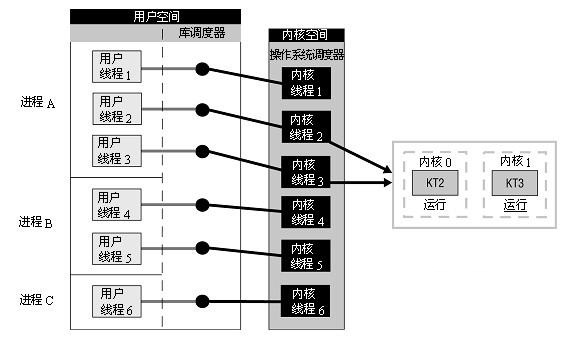 用户空间
库调度器
内核空间
操作系统调度器
进程 A
用户
线程 1
用户
线程 2
用户
线程 3
进程 B
用户
线程 4
用户
线程 5
进程 C
用户
线程 6
内核
线程 1
内核
线程 2
内核
线程 3
内核
线程 4
内核
线程 5
内核
线程 6
内核 0
KT2
运行
内核 1
KT3
运行